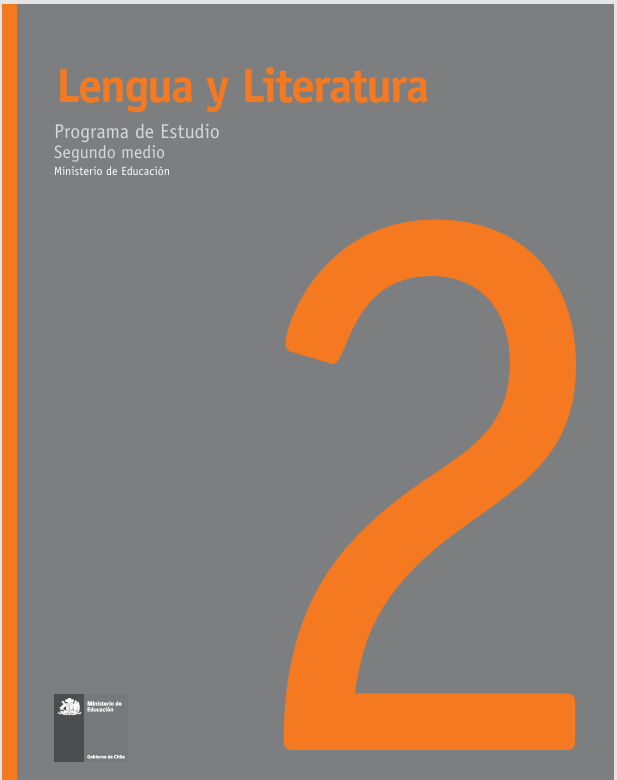 Lengua y Literatura
Programa de Estudio
Segundo medio
Ministerio de Educación
2
Ministerio de
Educación
Gobierno de Chile